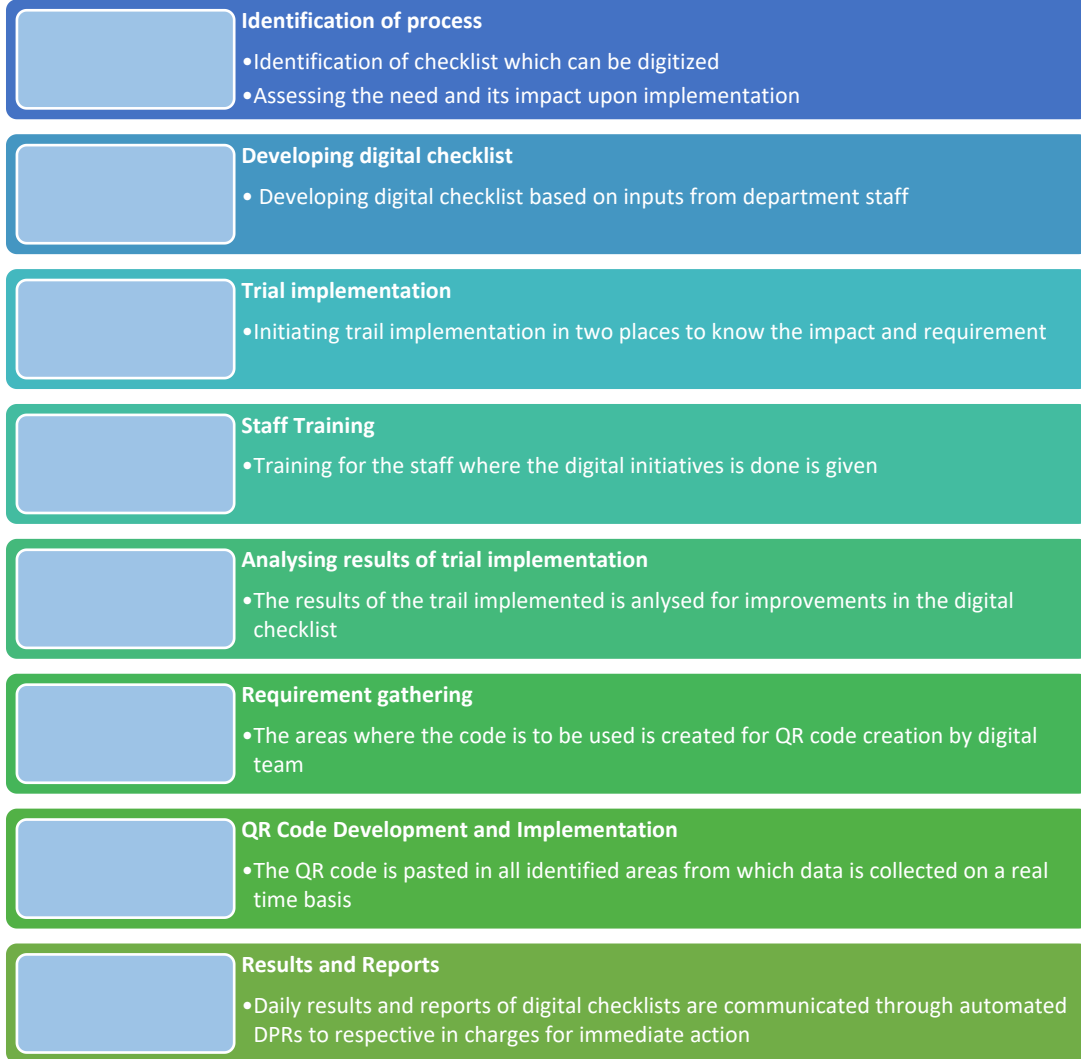 Identification of process
•Identification of checklist which can be digitized
•Assessing the need and its impact upon implementation
Developing digital checklist
• Developing digital checklist based on inputs from department staff
Trial implementation
•Initiating trail implementation in two places to know the impact and requirement
Staff Training
•Training for the staff where the digital initiatives is done is given
Analysing results of trial implementation
•The results of the trail implemented is anlysed for improvements in the digital
checklist
Requirement gathering
•The areas where the code is to be used is created for QR code creation by digital
team
QR Code Development and Implementation
•The QR code is pasted in all identified areas from which data is collected on a real
time basis
Results and Reports
•Daily results and reports of digital checklists are communicated through automated
DPRs to respective in charges for immediate action